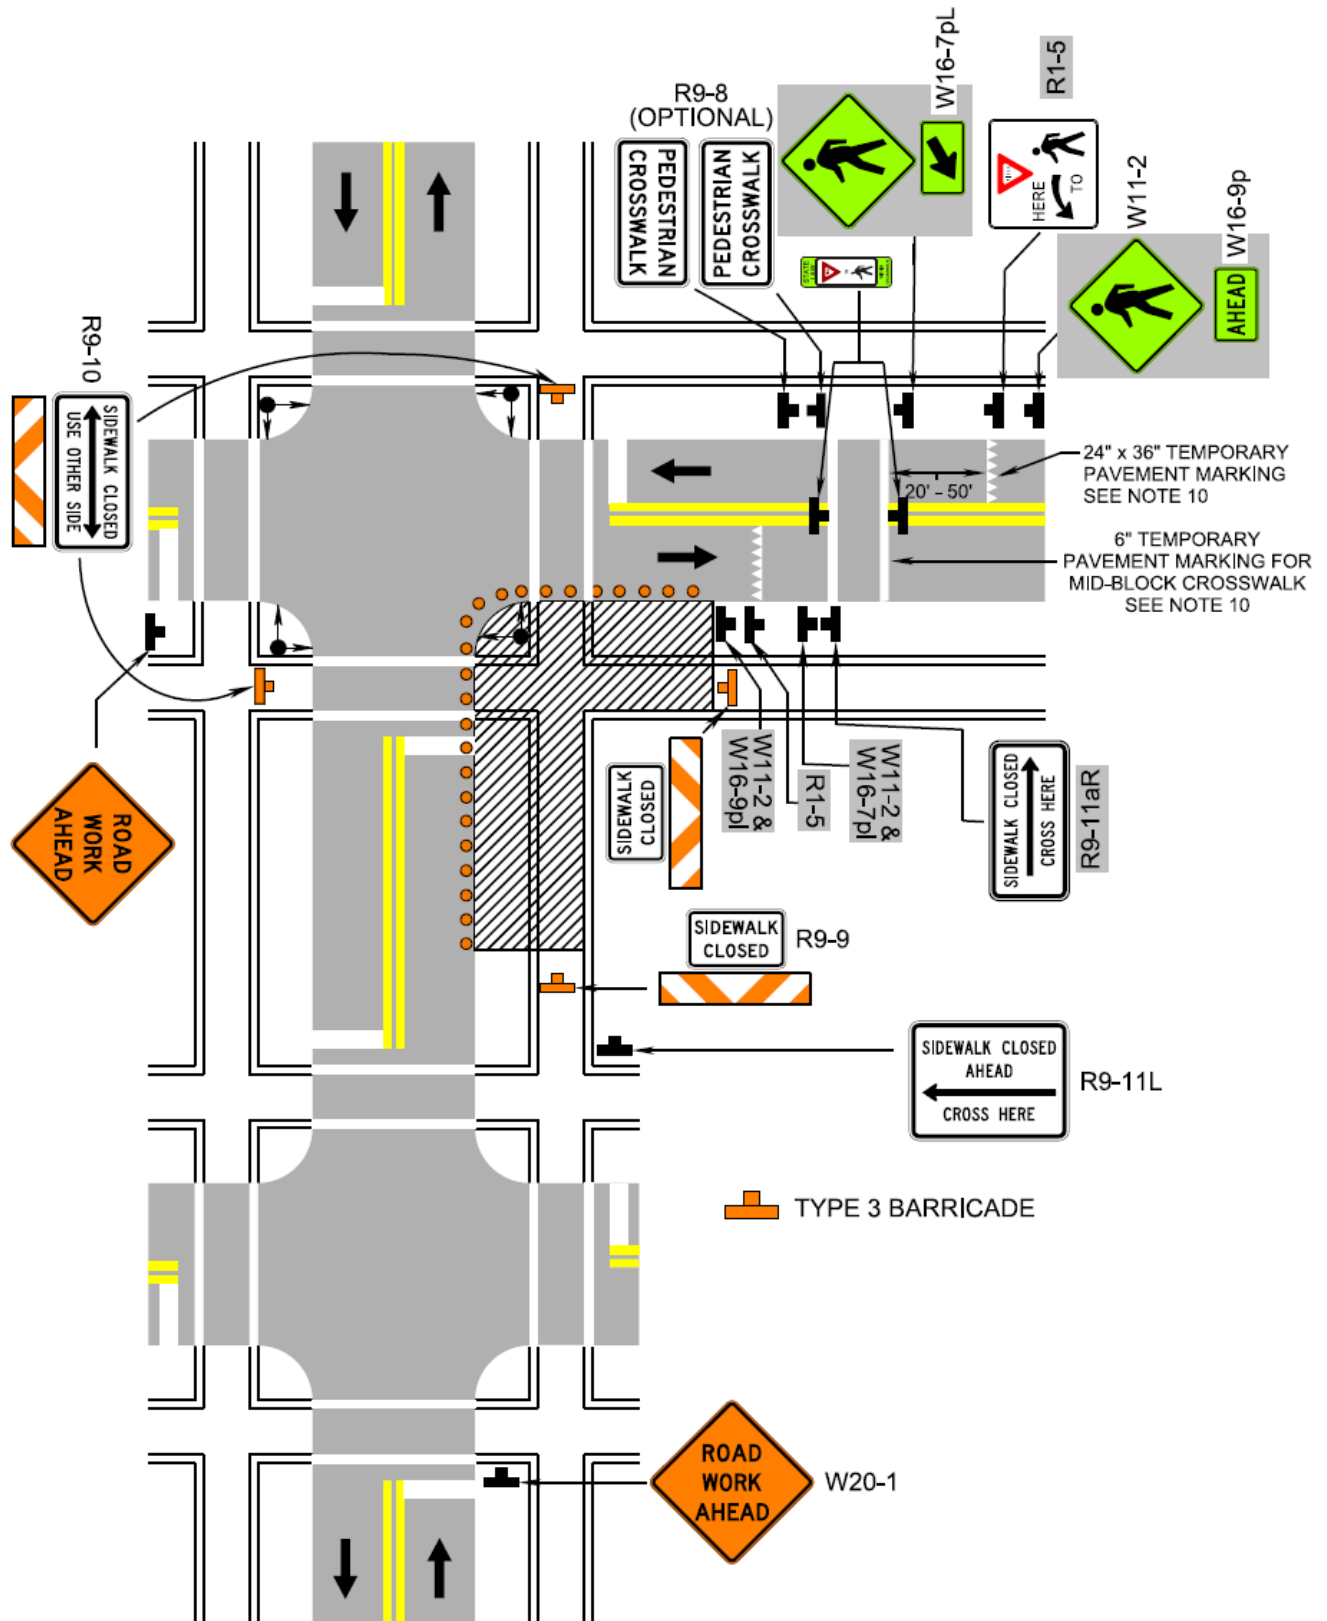 W16-7pL
R1-5
R9-8
(OPTIONAL)
PEDESTRIAN
CROSSWALK
PEDESTRIAN
CROSSWALK
HERE
TO
W11-2
W16-9p
AHEAD
R9-10
SIDEWALK CLOSED
USE OTHER SIDE
24" x 36" TEMPORARY
PAVEMENT MARKING
SEE NOTE 10
20' - 50'
6" TEMPORARY
PAVEMENT MARKING FOR
MID-BLOCK CROSSWALK
SEE NOTE 10
ROAD
WORK
AHEAD
SIDEWALK
CLOSED
W11-2 &
W16-9pl
R1-5
W11-2 &
W16-7pl
SIDEWALK CLOSED
CROSS HERE
R9-11aR
SIDEWALK
CLOSED
R9-9
SIDEWALK CLOSED
AHEAD
CROSS HERE
R9-11L
TYPE 3 BARRICADE
ROAD
WORK
AHEAD
W20-1